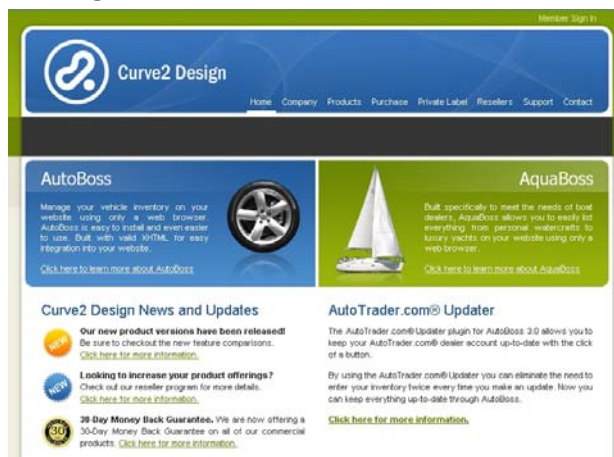 Member Sign In
Curve2 Design
Home Company Products Purchase Private Label Resellers Support Contact
AutoBoss
Manage your vehicle inventory on your
website using only a web browser.
AutoBoss is easy to install and even easier
to use. Built with valid XHTML for easy
integration into your website.
Click here to learn more about AutoBoss
AquaBoss
Built specifically to meet the needs of boat
dealers, AquaBoss allows you to easily list
everything from personal watercrafts to
luxury yachts on your website using only a
web browser.
Click here to learn more about AquaBoss
Curve2 Design News and Updates
NEW
Our new product versions have been released!
Be sure to checkout the new feature comparisons.
Click here for more information.
NEW
Looking to increase your product offerings?
Check out our reseller program for more details.
Click here for more information.
30
30-Day Money Back Guarantee. We are now offering a
30-Day Money Back Guarantee on all of our commercial
products. Click here for more information.
AutoTrader.com® Updater
The AutoTrader.com® Updater plugin for AutoBoss 3.0 allows you to
keep your AutoTrader.com® dealer account up-to-date with the click
of a button.
By using the AutoTrader.com® Updater you can eliminate the need to
enter your inventory twice every time you make an update. Now you
can keep everything up-to-date through AutoBoss.
Click here for more information.